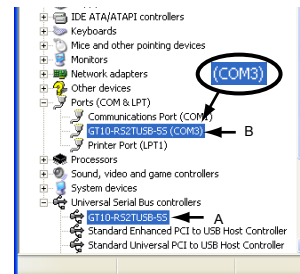 IDE ATA/ATAPI controllers
Keyboards
Mice and other pointing devices
Monitors
Network adapters
(COM3)
Other devices
Ports (COM & LPT)
Communications Port (COM1)
GT10-RS2TUSB-5S (COM3)
B
Printer Port (LPT1)
Processors
Sound, video and game controllers
System devices
Universal Serial Bus controllers
GT10-RS2TUSB-5S
A
Standard Enhanced PCI to USB Host Controller
Standard Universal PCI to USB Host Controller